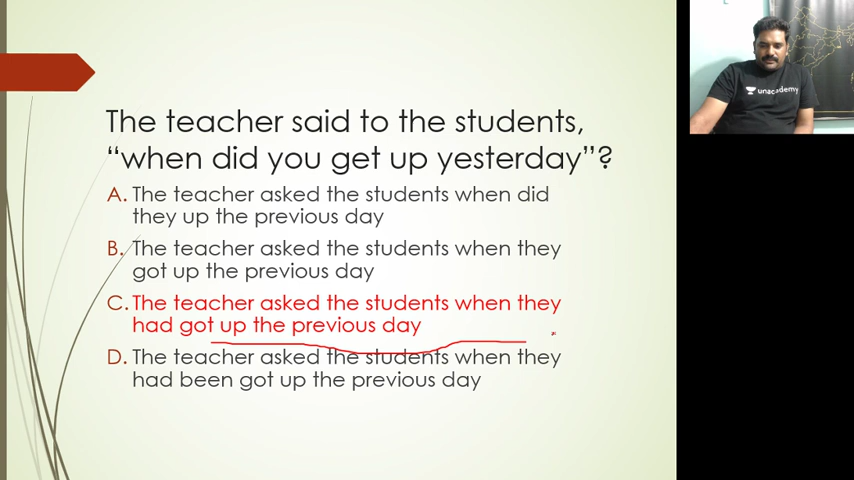 The teacher said to the students,
“when did you get up yesterday”?
A. The teacher asked the students when did
they up the previous day
B. The teacher asked the students when they
got up the previous day
C. The teacher asked the students when they
had got up the previous day
D. The teacher asked the students when they
had been got up the previous day
unacademy